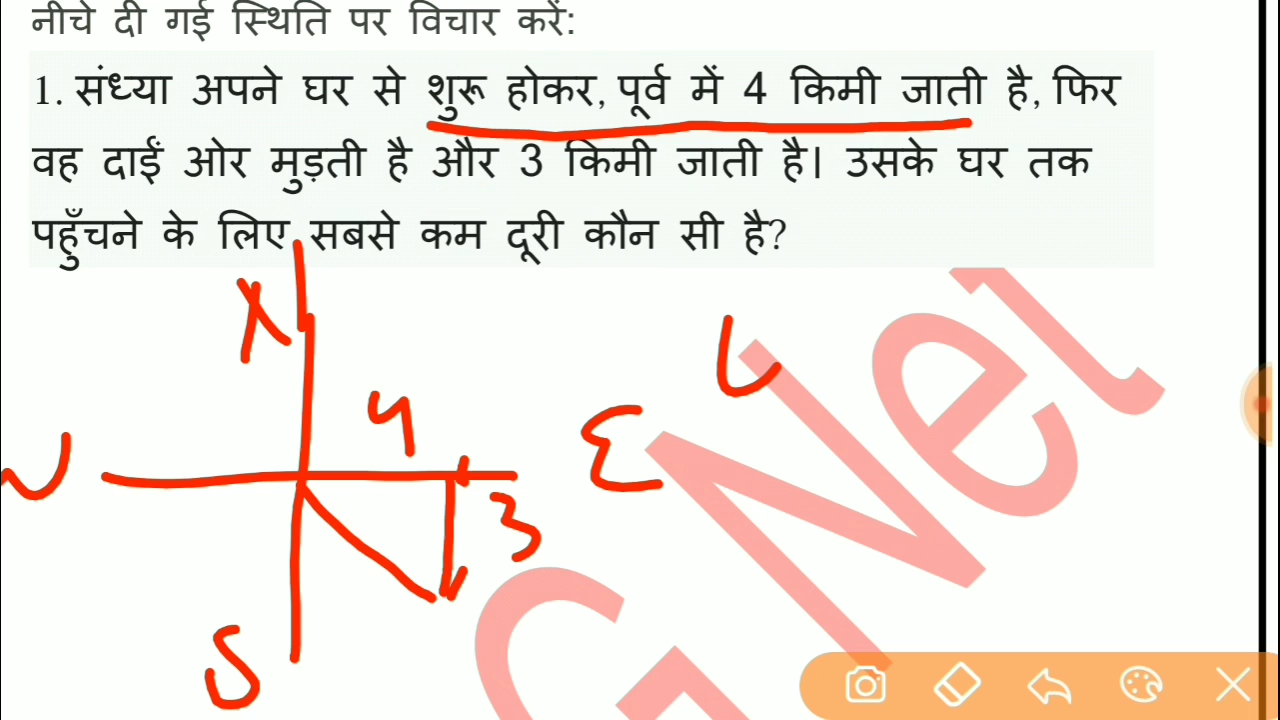 नीचे दी गई स्थिति पर विचार करें:
1. संध्या अपने घर से शुरू होकर, पूर्व में 4 किमी जाती है, फिर
वह दाईं ओर मुड़ती है और 3 किमी जाती है। उसके घर तक
पहुँचने के लिए सबसे कम दूरी कौन सी है?
4
E
3
S
G Net